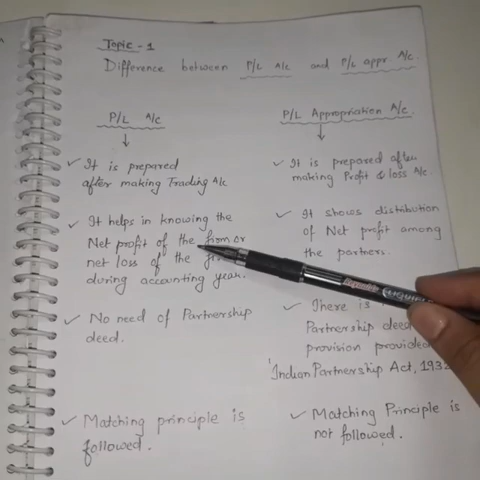 Topic - 1
Difference between P/L A/c and P/L appr. A/c.
P/L A/c
It is prepared
after making Trading A/c
It helps in knowing the
Net profit of the firm or
net loss of the
during accounting year.
No need of Partnership
deed.
Matching principle is
followed.
P/L Appropriation A/c.
It is prepared after
making Profit & loss A/c.
It shows distribution
of Net profit among
the partners.
There is
Partnership deed
provision provided
Indian Partnership Act, 1932
Matching Principle is
not followed.
Reynolds